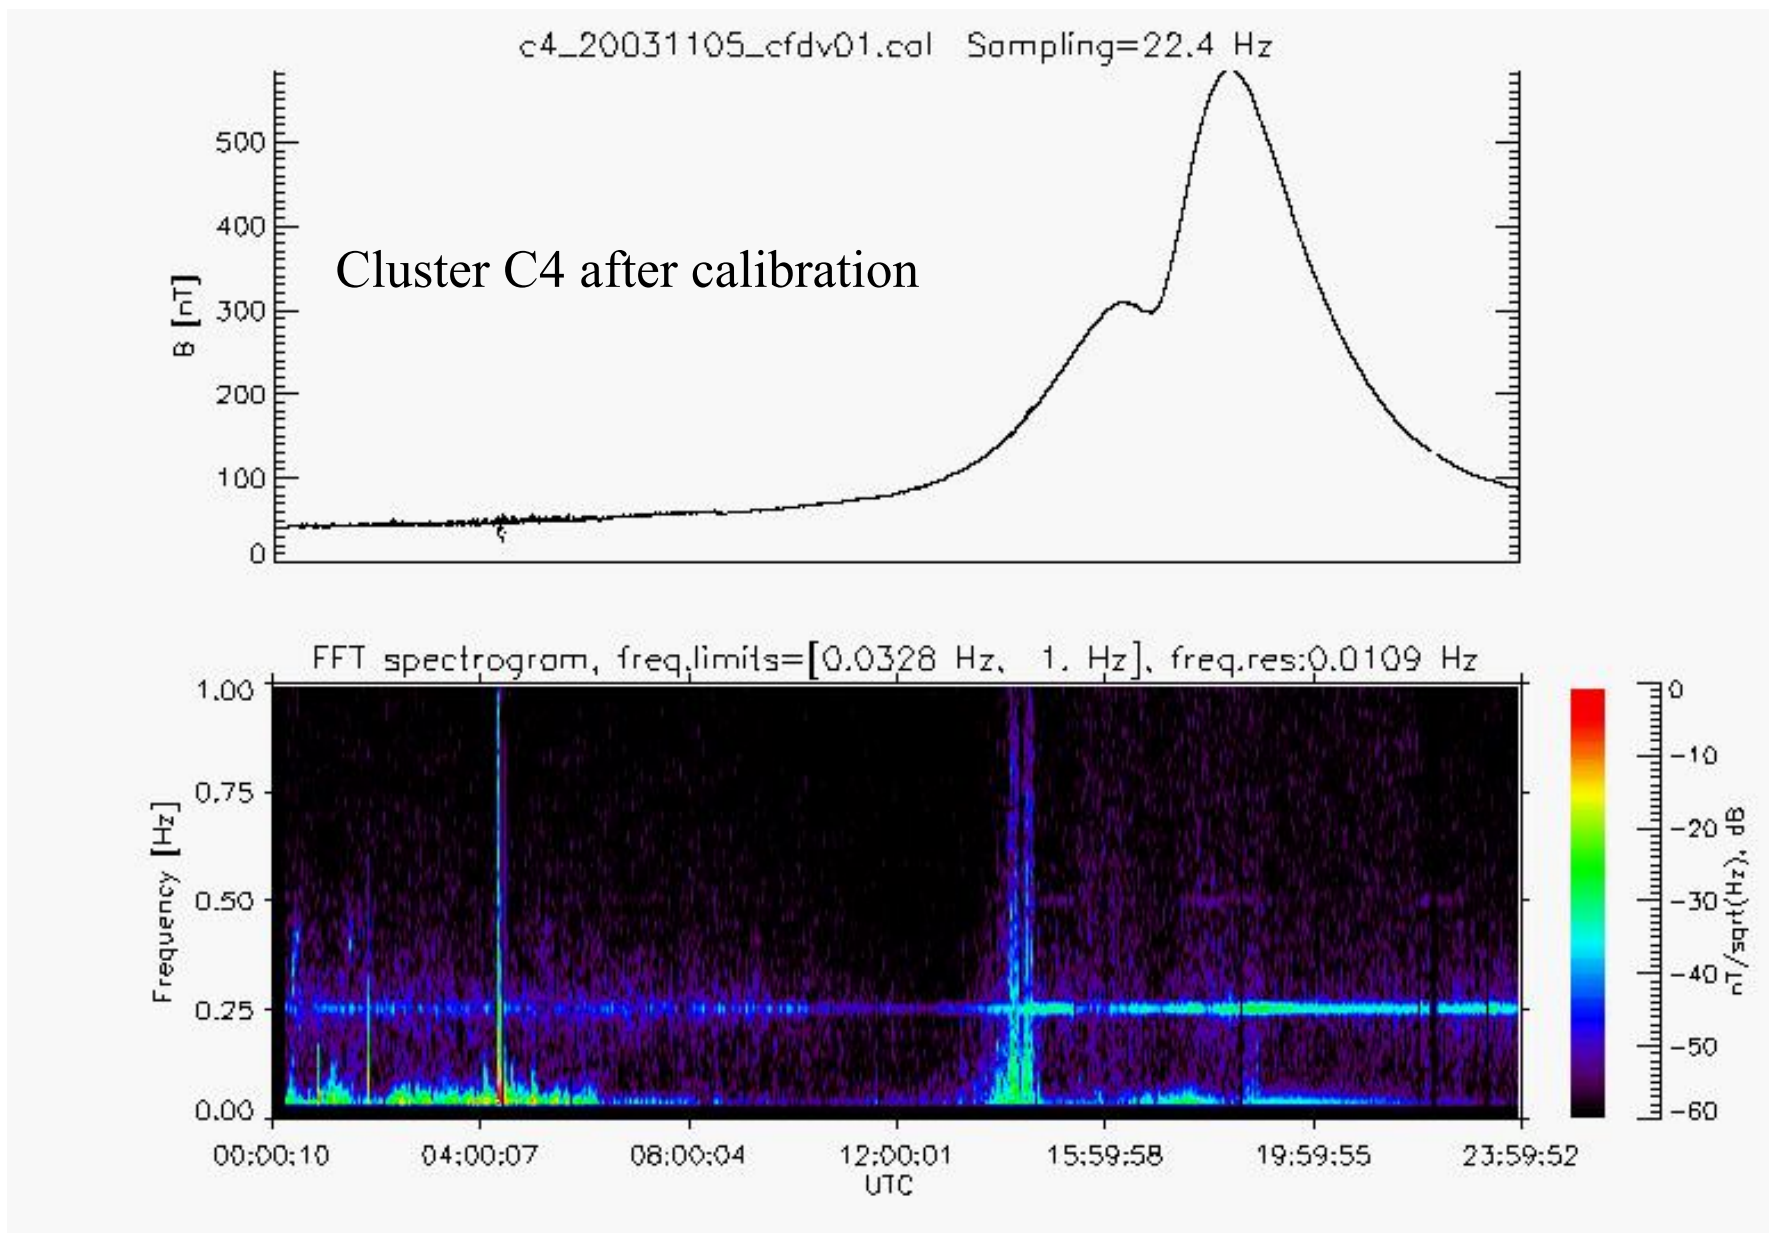 c4_20031105_cfdv01.cal Sampling=22.4 Hz
500
400
300
200
100
0
B [nT]
Cluster C4 after calibration
FFT spectrogram, freq.limits=[0.0328 Hz, 1. Hz], freq.res:0.0109 Hz
1.00
0.75
0.50
0.25
0.00
Frequency [Hz]
0
-10
-20
-30
-40
-50
-60
nT/sqrt(Hz), dB
00:00:10 04:00:07 08:00:04 12:00:01 15:59:58 19:59:55 23:59:52
UTC